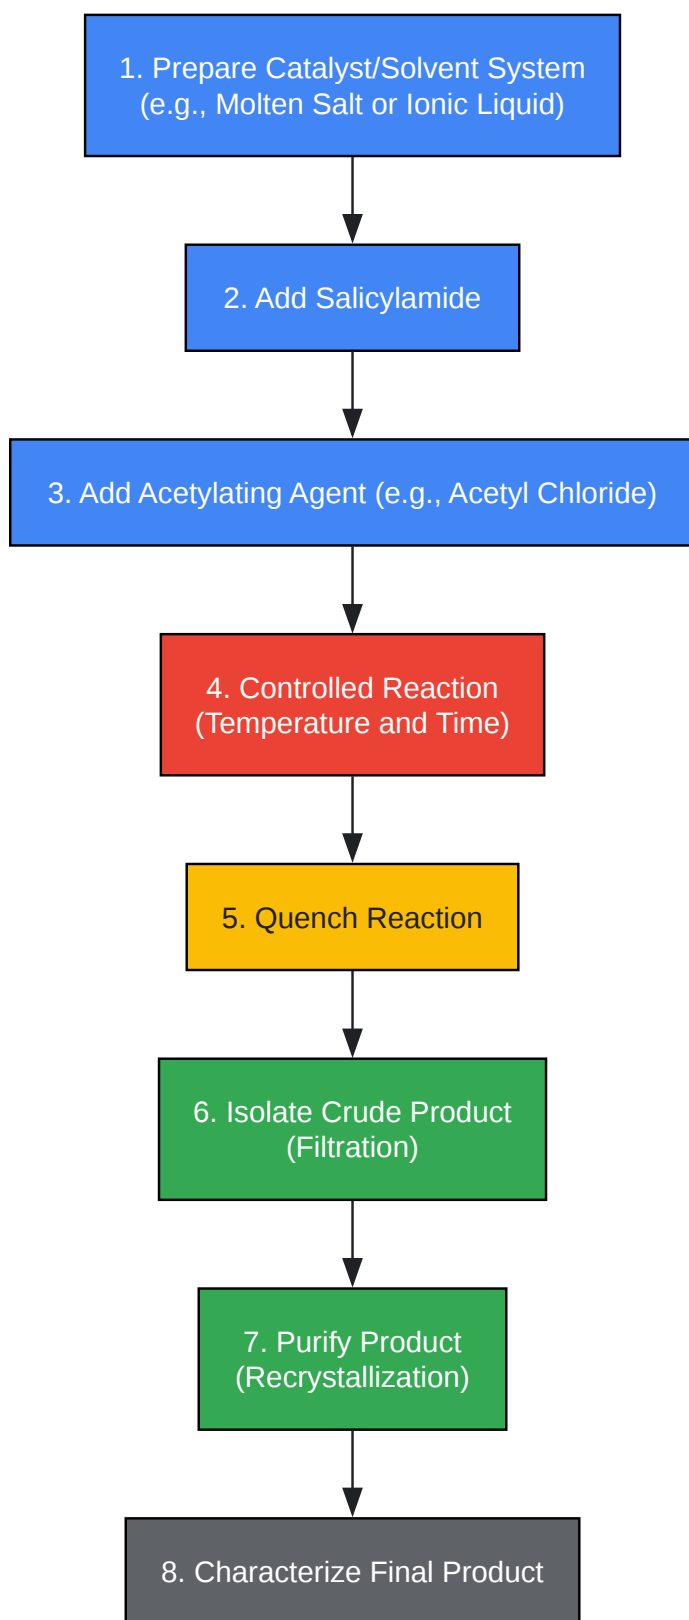 1. Prepare Catalyst/Solvent System
(e.g., Molten Salt or Ionic Liquid)
2. Add Salicylamide
3. Add Acetylating Agent (e.g., Acetyl Chloride)
4. Controlled Reaction
(Temperature and Time)
5. Quench Reaction
6. Isolate Crude Product
(Filtration)
7. Purify Product
(Recrystallization)
8. Characterize Final Product